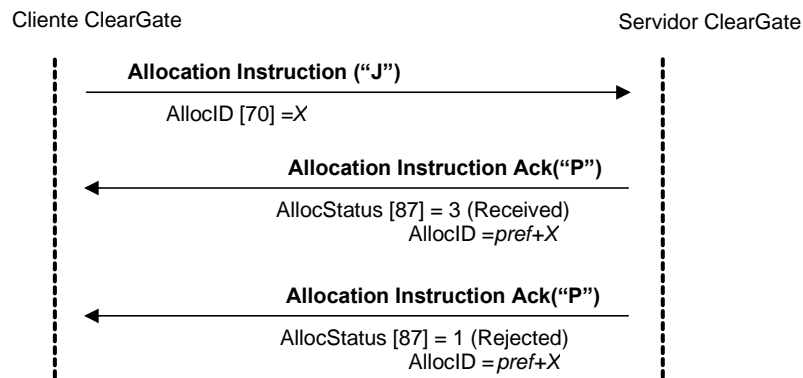 Cliente ClearGate
Servidor ClearGate
Allocation Instruction (“J”)
AllocID [70] =X
Allocation Instruction Ack(“P”)
AllocStatus [87] = 3 (Received)
AllocID =pref+X
Allocation Instruction Ack(“P”)
AllocStatus [87] = 1 (Rejected)
AllocID =pref+X